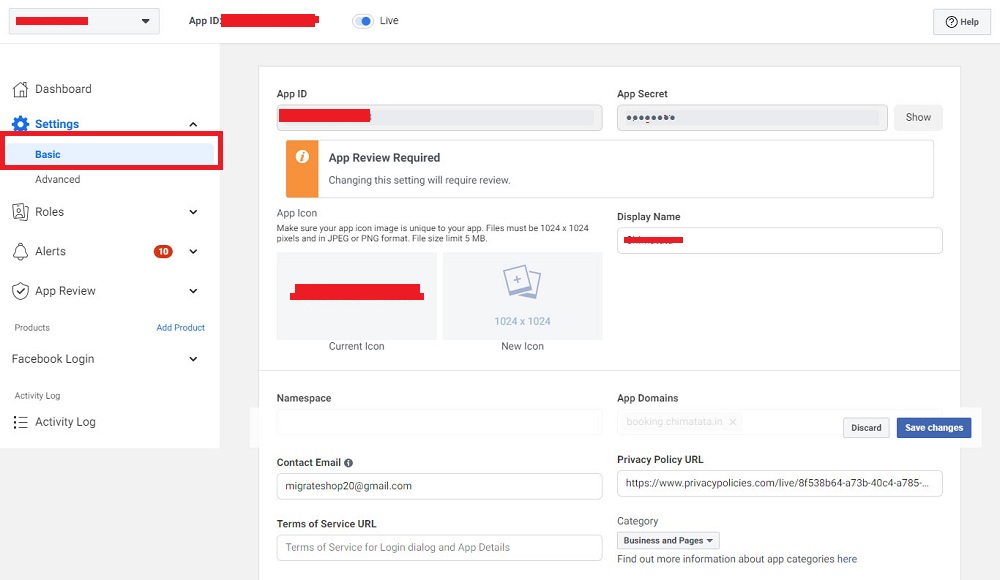 App ID:
Live
Help
Dashboard
Settings
Basic
Advanced
Roles
Alerts
10
App Review
Products
Add Product
Facebook Login
Activity Log
Activity Log
App ID
App Secret
Show
App Review Required
Changing this setting will require review.
App Icon
Make sure your app icon image is unique to your app. Files must be 1024 x 1024
pixels and in JPEG or PNG format. File size limit 5 MB.
Display Name
1024 x 1024
Current Icon
New Icon
Namespace
App Domains
booking.chimatata.in
Discard
Save changes
Contact Email
migrateshop20@gmail.com
Privacy Policy URL
https://www.privacypolicies.com/live/8f538b64-a73b-40c4-a785-...
Terms of Service URL
Terms of Service for Login dialog and App Details
Category
Business and Pages
Find out more information about app categories here